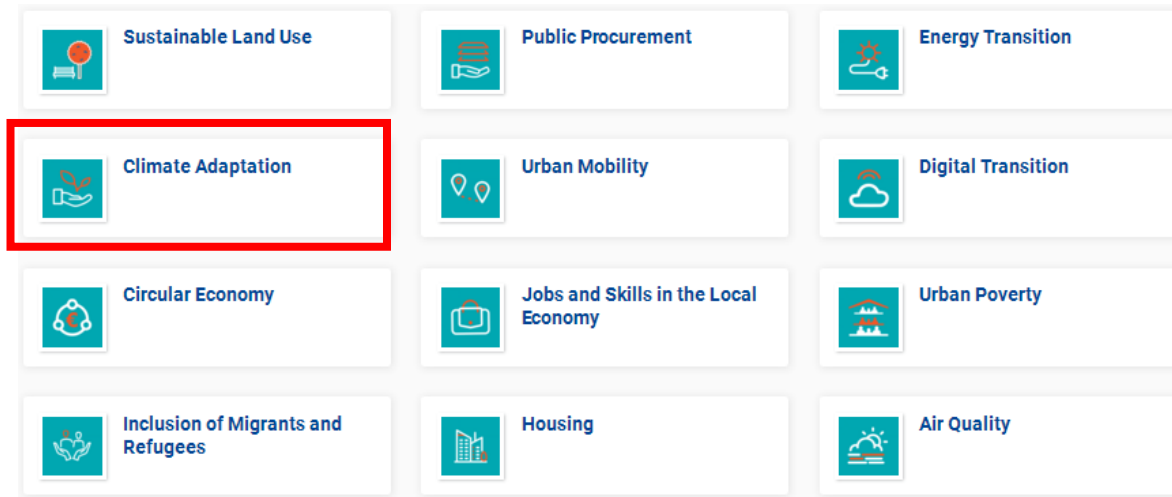 Sustainable Land Use
Public Procurement
Energy Transition
Climate Adaptation
Urban Mobility
Digital Transition
Circular Economy
Jobs and Skills in the Local
Economy
Urban Poverty
Inclusion of Migrants and
Refugees
Housing
Air Quality